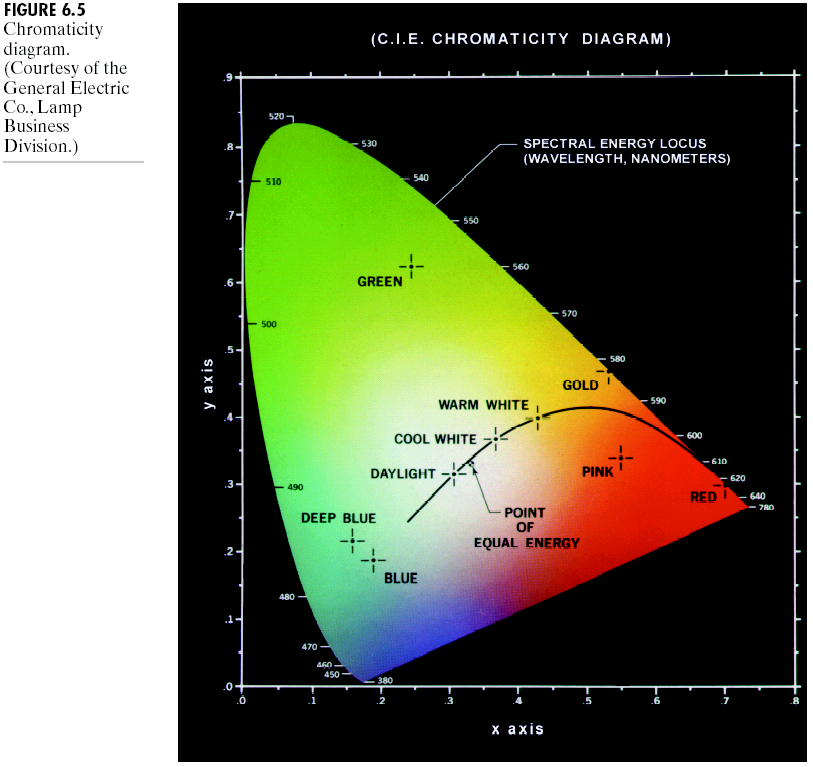 FIGURE 6.5
Chromaticity
diagram.
(Courtesy of the
General Electric
Co., Lamp
Business
Division.)
(C.I.E. CHROMATICITY DIAGRAM)
.9
520
530
SPECTRAL ENERGY LOCUS
(WAVELENGTH, NANOMETERS)
.8
510
540
.7
550
560
GREEN
.6
570
500
.5
580
GOLD
590
WARM WHITE
.4
COOL WHITE
600
DAYLIGHT
PINK
610
620
.3
490
RED
640
780
POINT
OF
EQUAL ENERGY
DEEP BLUE
.2
BLUE
480
.1
470
460
450
380
.0
y axis
.0 .1 .2 .3 .4 .5 .6 .7 .8
x axis